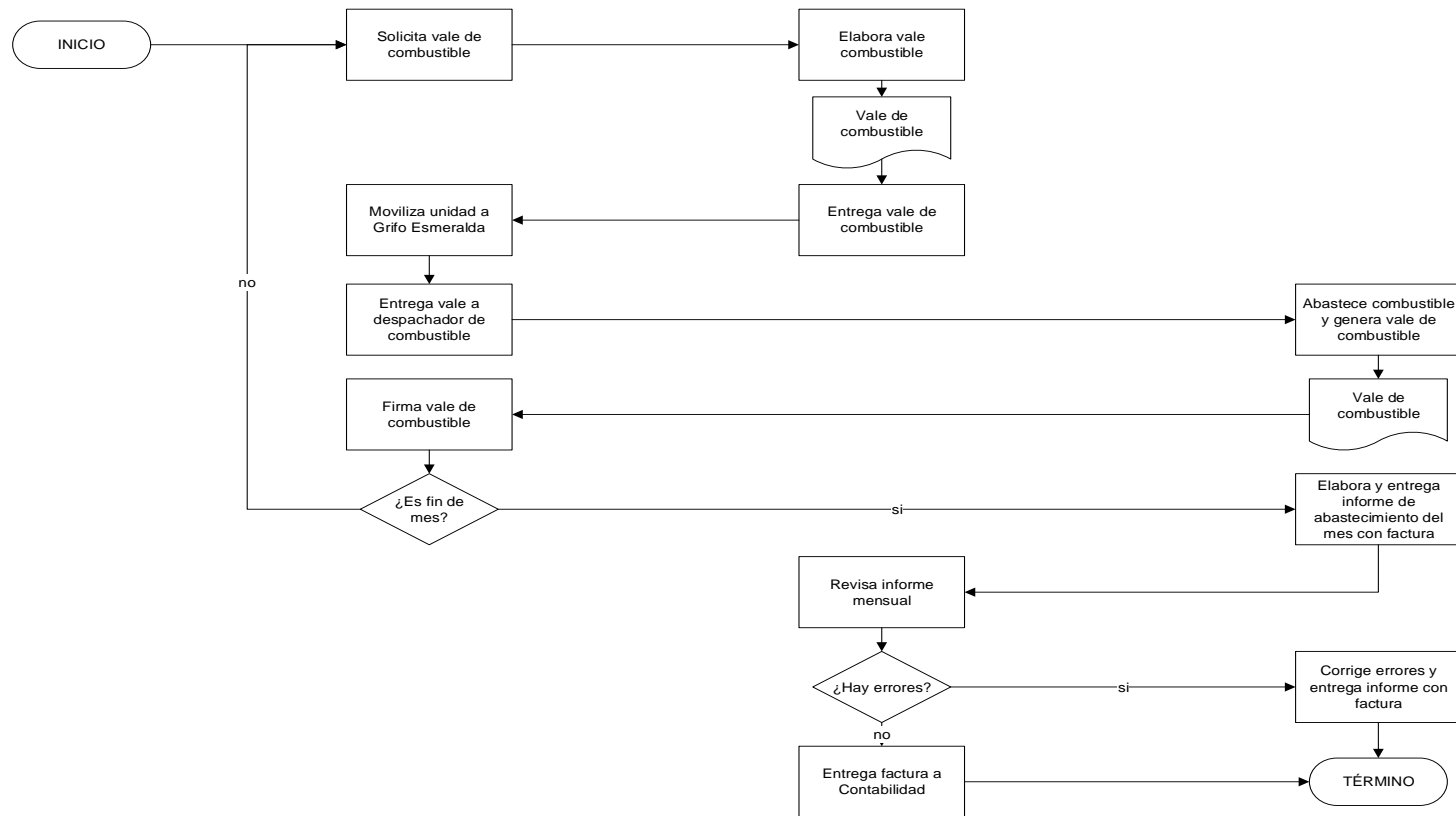 INICIO
Solicita vale de
combustible
Elabora vale
combustible
Vale de
combustible
Moviliza unidad a
Grifo Esmeralda
Entrega vale de
combustible
no
Entrega vale a
despachador de
combustible
Abastece combustible
y genera vale de
combustible
Firma vale de
combustible
Vale de
combustible
¿Es fin de
mes?
si
Elabora y entrega
informe de
abastecimiento del
mes con factura
Revisa informe
mensual
¿Hay errores?
si
Corrige errores y
entrega informe con
factura
no
Entrega factura a
Contabilidad
TÉRMINO